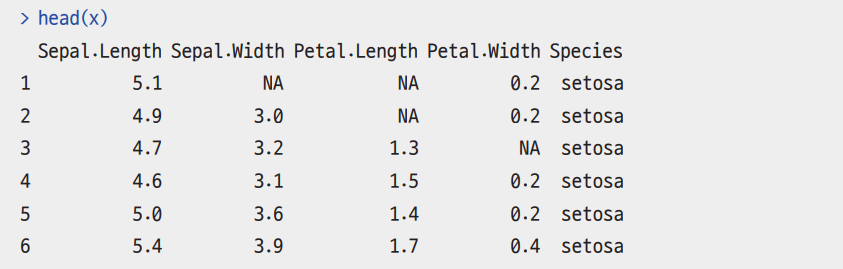 > head(x)
Sepal.Length Sepal.Width Petal.Length Petal.Width Species
1 5.1 NA NA 0.2 setosa
2 4.9 3.0 NA 0.2 setosa
3 4.7 3.2 1.3 NA setosa
4 4.6 3.1 1.5 0.2 setosa
5 5.0 3.6 1.4 0.2 setosa
6 5.4 3.9 1.7 0.4 setosa